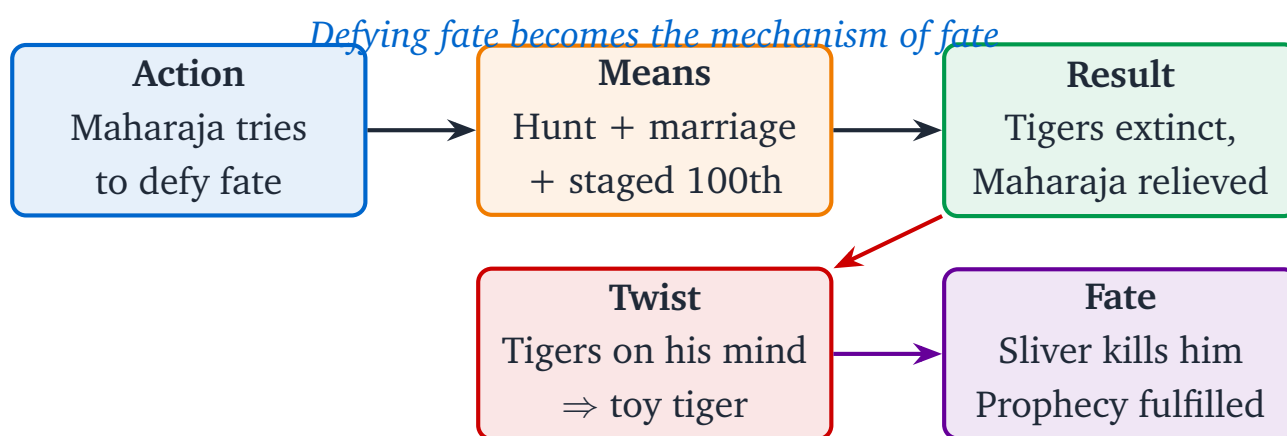 Defying fate becomes the mechanism of fate
Action
Maharaja tries
to defy fate
Means
Hunt + marriage
+ staged 100th
Result
Tigers extinct,
Maharaja relieved
Twist
Tigers on his mind
⇒ toy tiger
Fate
Sliver kills him
Prophecy fulfilled